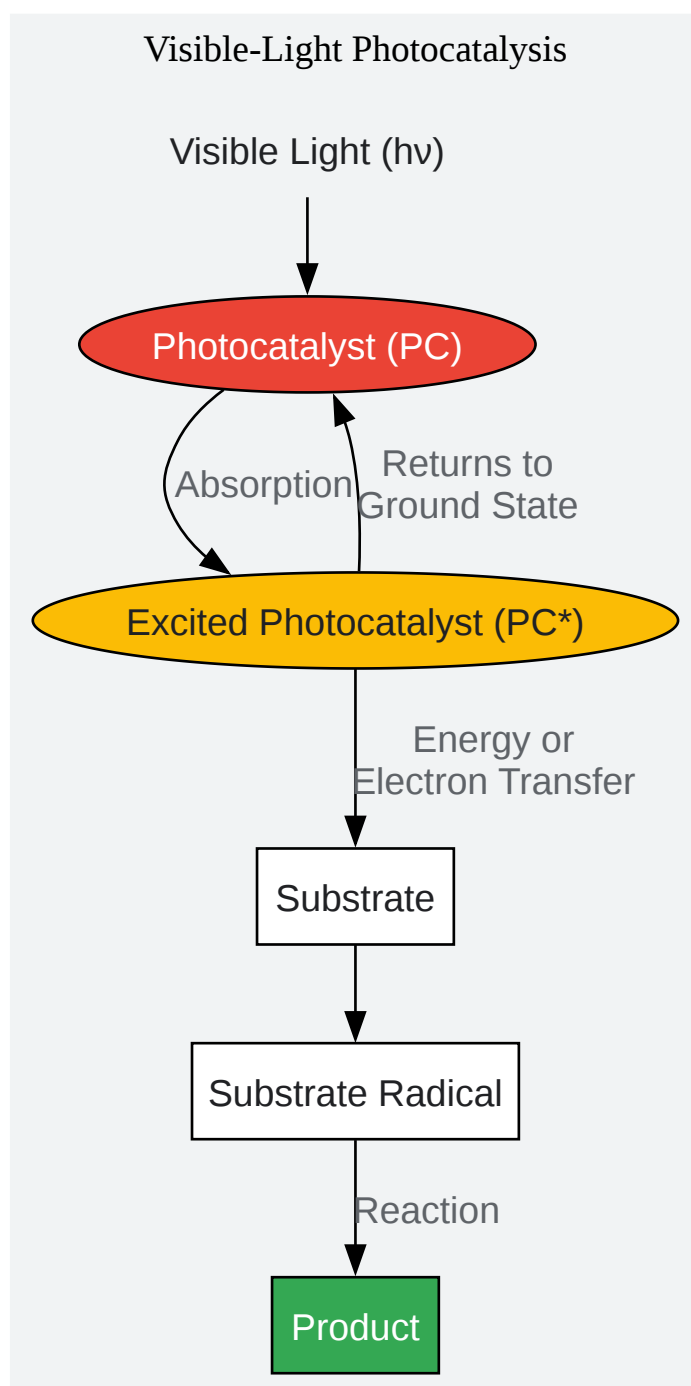 Visible-Light Photocatalysis
Visible Light (hν)
Photocatalyst (PC)
Absorption
Returns to
Ground State
Excited Photocatalyst (PC*)
Energy or
Electron Transfer
Substrate
Substrate Radical
Reaction
Product